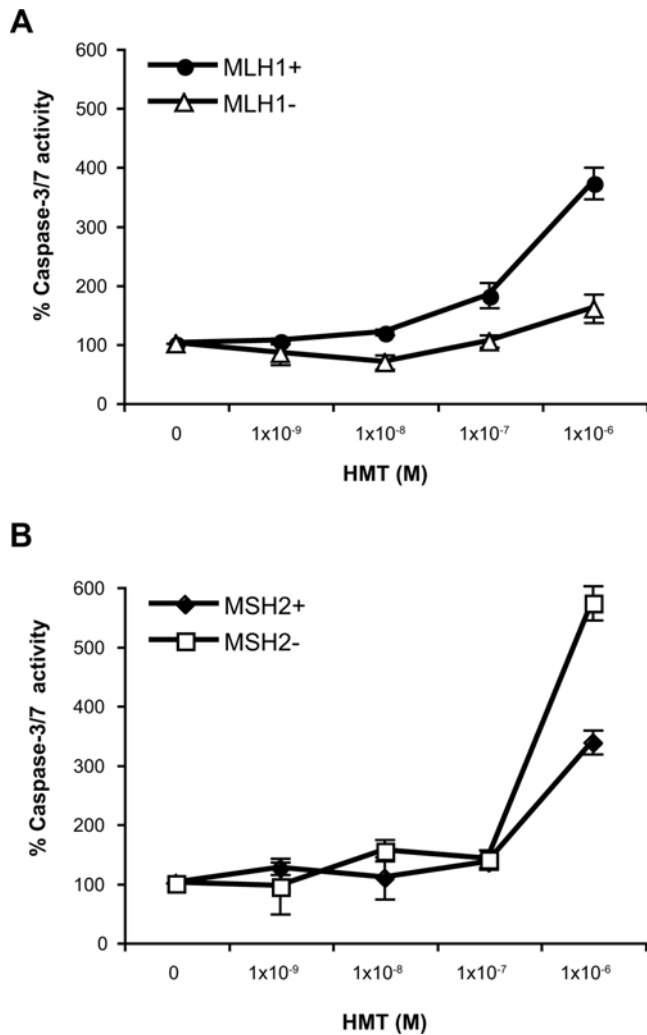 A
% Caspase-3/7 activity
600
500
400
300
200
100
0
MLH1+
MLH1-
0 1x10⁻⁹ 1x10⁻⁸ 1x10⁻⁷ 1x10⁻⁶
HMT (M)
B
% Caspase-3/7 activity
600
500
400
300
200
100
0
MSH2+
MSH2-
0 1x10⁻⁹ 1x10⁻⁸ 1x10⁻⁷ 1x10⁻⁶
HMT (M)